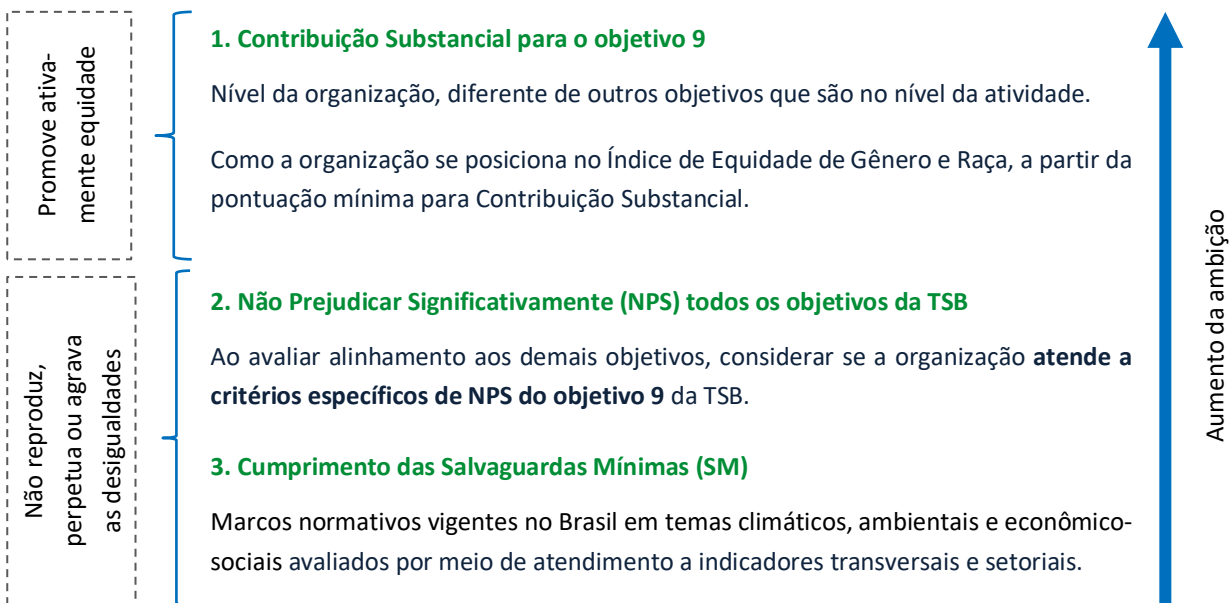 Promove ativa-
mente equidade
1. Contribuição Substancial para o objetivo 9
Nível da organização, diferente de outros objetivos que são no nível da atividade.
Como a organização se posiciona no Índice de Equidade de Gênero e Raça, a partir da
pontuação mínima para Contribuição Substancial.
Não reproduz,
perpetua ou agrava
as desigualdades
2. Não Prejudicar Significativamente (NPS) todos os objetivos da TSB
Ao avaliar alinhamento aos demais objetivos, considerar se a organização atende a
critérios específicos de NPS do objetivo 9 da TSB.
3. Cumprimento das Salvaguardas Mínimas (SM)
Marcos normativos vigentes no Brasil em temas climáticos, ambientais e econômico-
sociais avaliados por meio de atendimento a indicadores transversais e setoriais.
Aumento da ambição